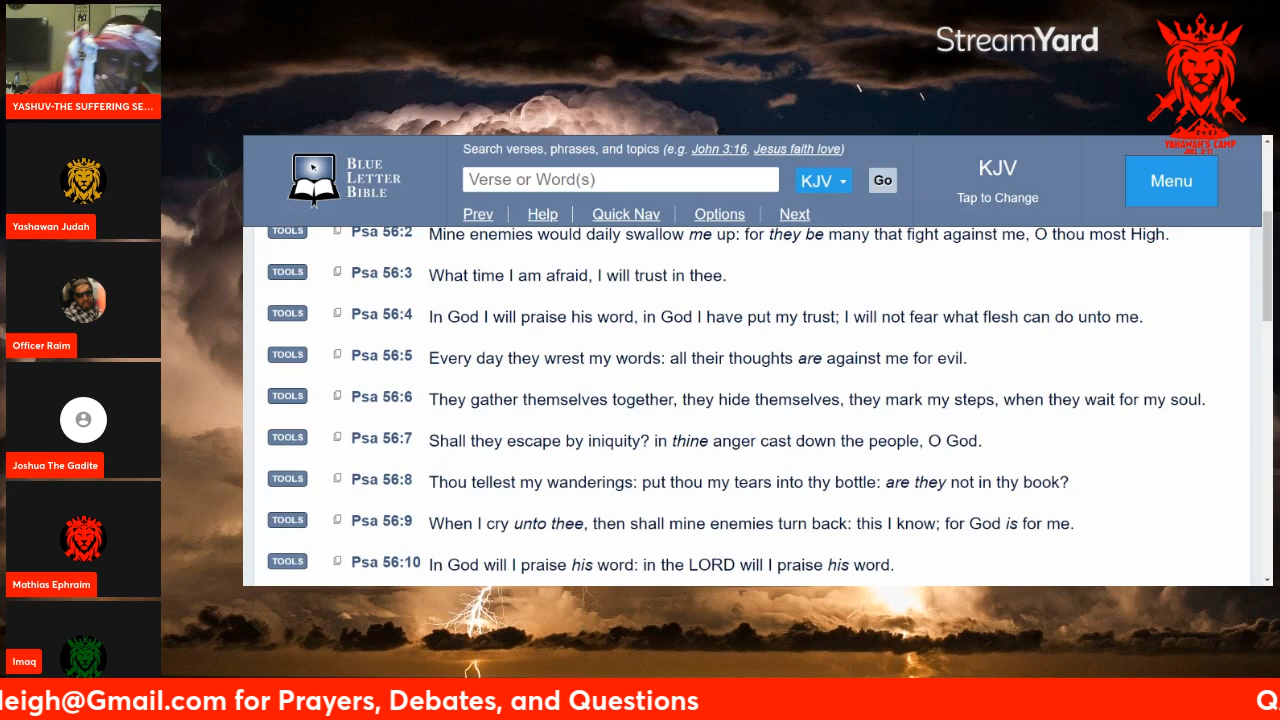 StreamYard
YAHAWAH'S CAMP
JOEL 2:11
YASHUV-THE SUFFERING SE...
Yashawan Judah
Officer Raim
Joshua The Gadite
Mathias Ephraim
Imaq
BLUE
LETTER
BIBLE
Search verses, phrases, and topics (e.g. John 3:16, Jesus faith love)
Verse or Word(s)
KJV
Go
Prev | Help | Quick Nav | Options | Next
KJV
Tap to Change
Menu
TOOLS Psa 56:2 Mine enemies would daily swallow me up: for they be many that fight against me, O thou most High.
TOOLS Psa 56:3 What time I am afraid, I will trust in thee.
TOOLS Psa 56:4 In God I will praise his word, in God I have put my trust; I will not fear what flesh can do unto me.
TOOLS Psa 56:5 Every day they wrest my words: all their thoughts are against me for evil.
TOOLS Psa 56:6 They gather themselves together, they hide themselves, they mark my steps, when they wait for my soul.
TOOLS Psa 56:7 Shall they escape by iniquity? in thine anger cast down the people, O God.
TOOLS Psa 56:8 Thou tellest my wanderings: put thou my tears into thy bottle: are they not in thy book?
TOOLS Psa 56:9 When I cry unto thee, then shall mine enemies turn back: this I know; for God is for me.
TOOLS Psa 56:10 In God will I praise his word: in the LORD will I praise his word.
leigh@Gmail.com for Prayers, Debates, and Questions
Q